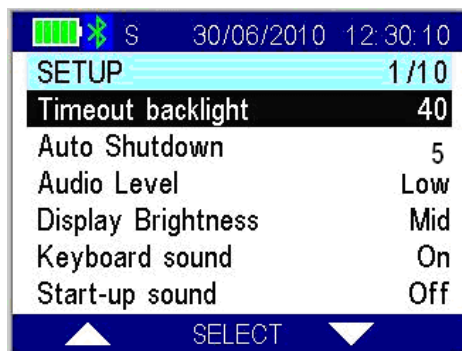 S 30/06/2010 12:30:10
SETUP 1/10
Timeout backlight 40
Auto Shutdown 5
Audio Level Low
Display Brightness Mid
Keyboard sound On
Start-up sound Off
SELECT